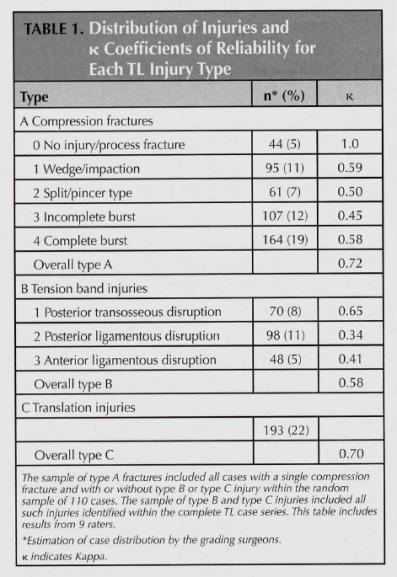 TABLE 1. Distribution of Injuries and
κ Coefficients of Reliability for
Each TL Injury Type
Type n* (%) κ
A Compression fractures
0 No injury/process fracture 44 (5) 1.0
1 Wedge/impaction 95 (11) 0.59
2 Split/pincer type 61 (7) 0.50
3 Incomplete burst 107 (12) 0.45
4 Complete burst 164 (19) 0.58
Overall type A 0.72
B Tension band injuries
1 Posterior transosseous disruption 70 (8) 0.65
2 Posterior ligamentous disruption 98 (11) 0.34
3 Anterior ligamentous disruption 48 (5) 0.41
Overall type B 0.58
C Translation injuries
193 (22)
Overall type C 0.70
The sample of type A fractures included all cases with a single compression
fracture and with or without type B or type C injury within the random
sample of 110 cases. The sample of type B and type C injuries included all
such injuries identified within the complete TL case series. This table includes
results from 9 raters.
*Estimation of case distribution by the grading surgeons.
κ indicates Kappa.